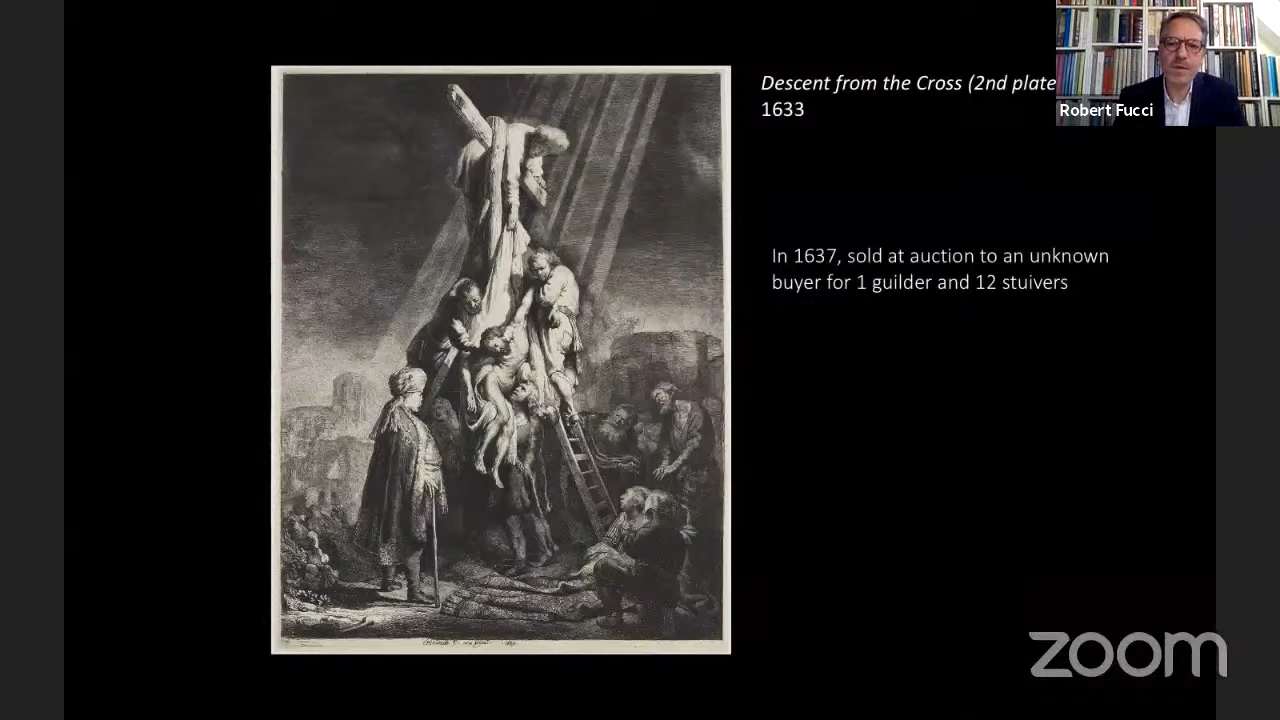 Descent from the Cross (2nd plate
1633
Robert Fucci
In 1637, sold at auction to an unknown
buyer for 1 guilder and 12 stuivers
zoom